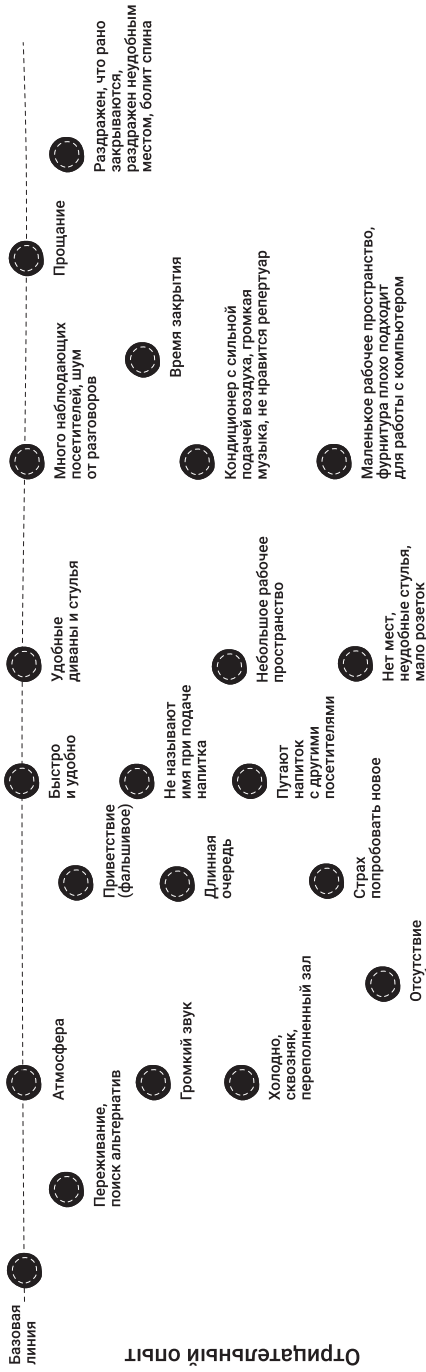 Базовая
линия
Отрицательный опыт
Переживание,
поиск альтернатив
Атмосфера
Громкий звук
Холодно,
сквозняк,
переполненный зал
Отсутствие
Приветствие
(фальшивое)
Длинная
очередь
Страх
попробовать новое
Быстро
и удобно
Не называют
имя при подаче
напитка
Путают
напиток
с другими
посетителями
Удобные
диваны и стулья
Небольшое рабочее
пространство
Нет мест,
неудобные стулья,
мало розеток
Много наблюдающих
посетителей, шум
от разговоров
Кондиционер с сильной
подачей воздуха, громкая
музыка, не нравится репертуар
Маленькое рабочее пространство,
фурнитура плохо подходит
для работы с компьютером
Время закрытия
Прощание
Раздражен, что рано
закрываются,
раздражен неудобным
местом, болит спина